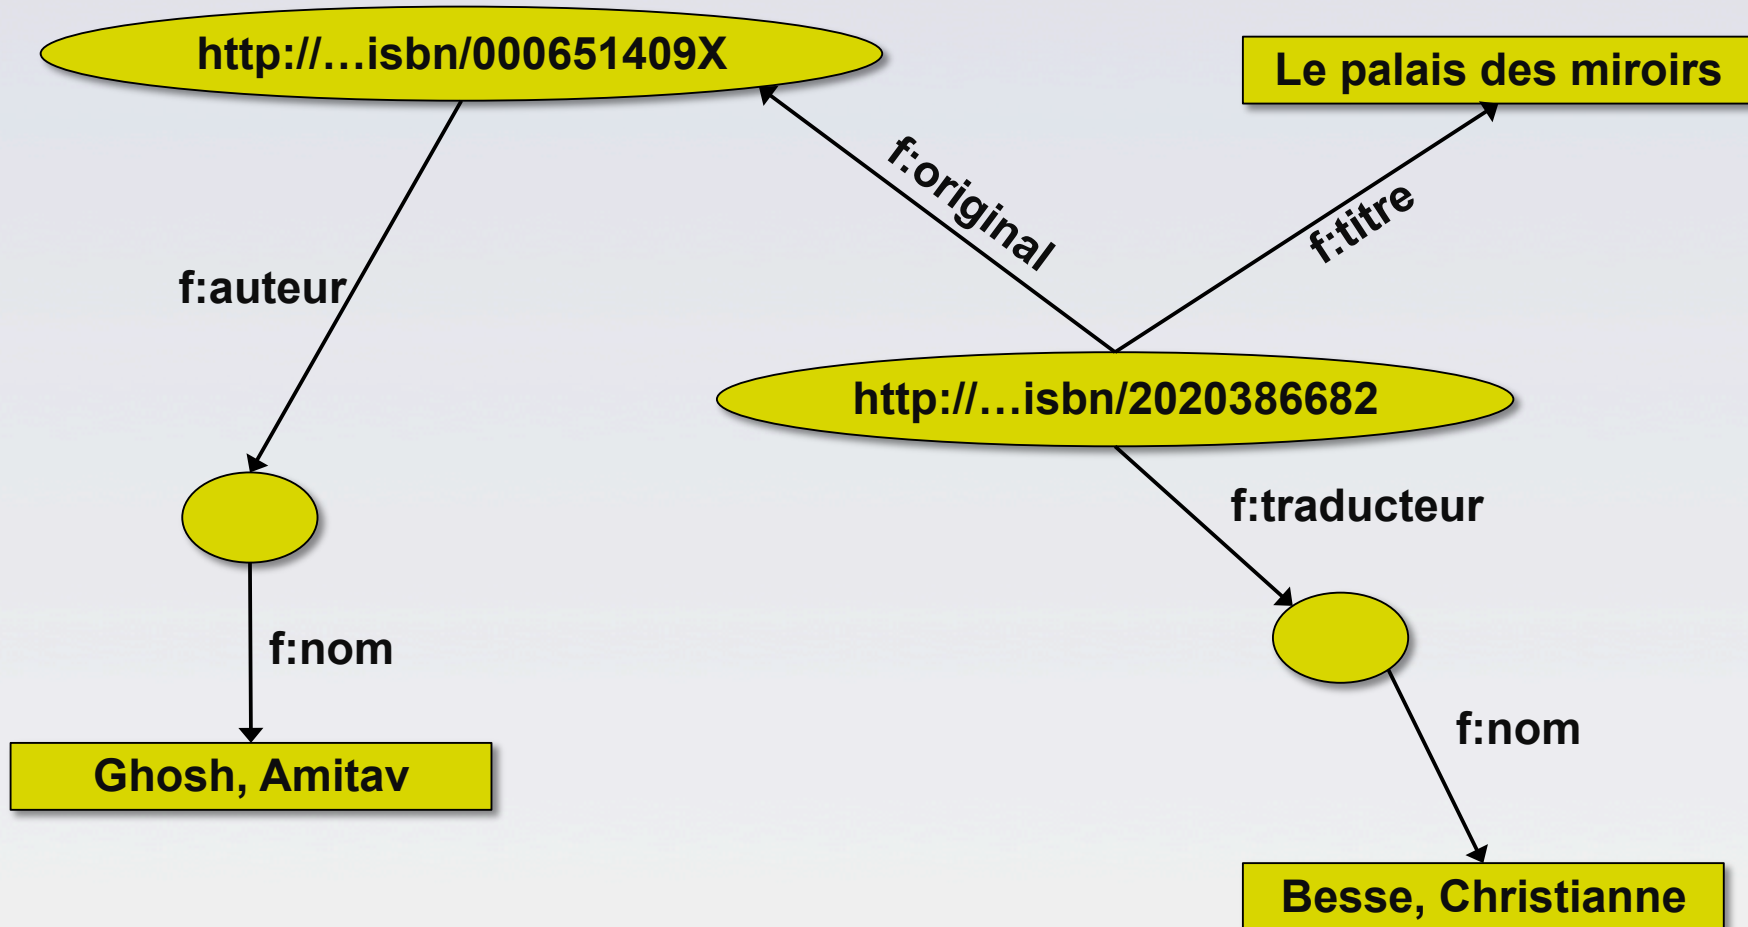 http://…isbn/000651409X
Le palais des miroirs
f:original
f:titre
f:auteur
http://…isbn/2020386682
f:traducteur
f:nom
f:nom
Ghosh, Amitav
Besse, Christianne